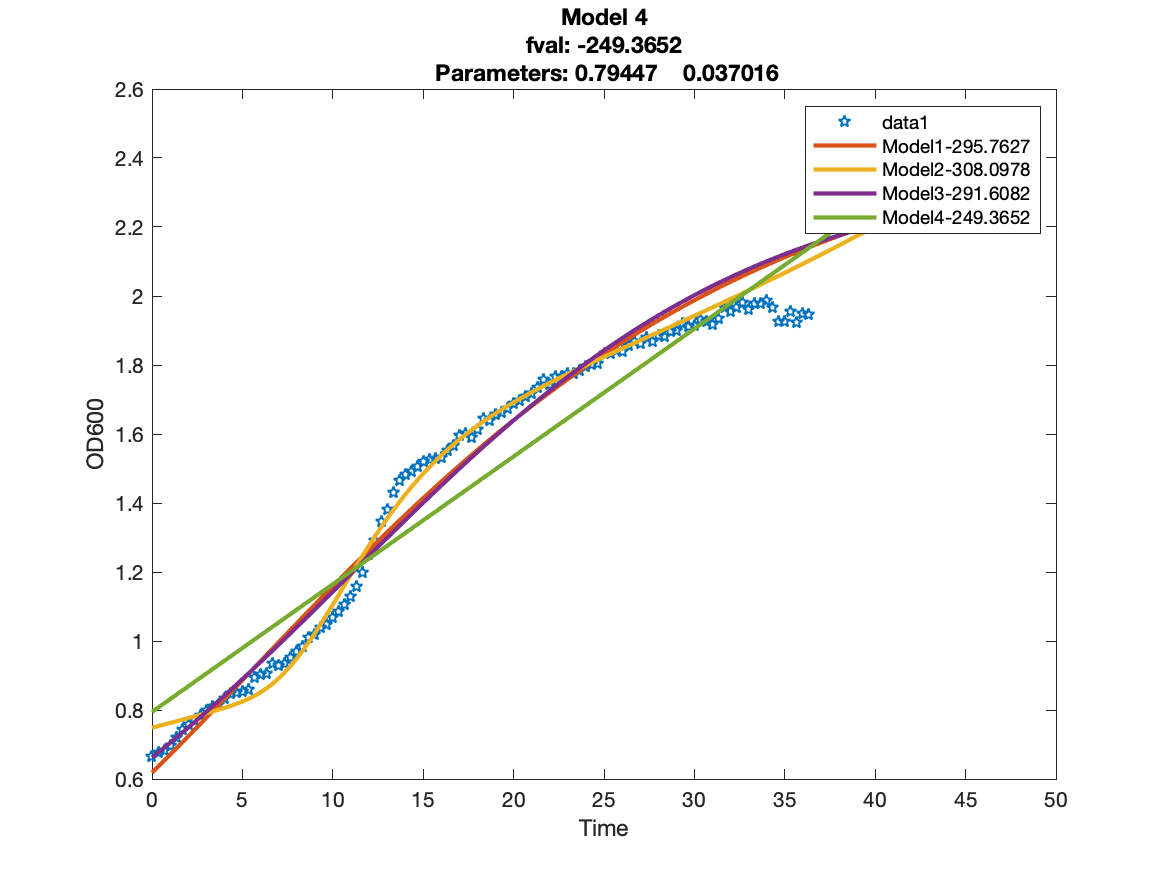 Model 4
fval: -249.3652
Parameters: 0.79447 0.037016
2.6
2.4
2.2
2
1.8
1.6
1.4
1.2
1
0.8
0.6
OD600
data1
Model1-295.7627
Model2-308.0978
Model3-291.6082
Model4-249.3652
0 5 10 15 20 25 30 35 40 45 50
Time